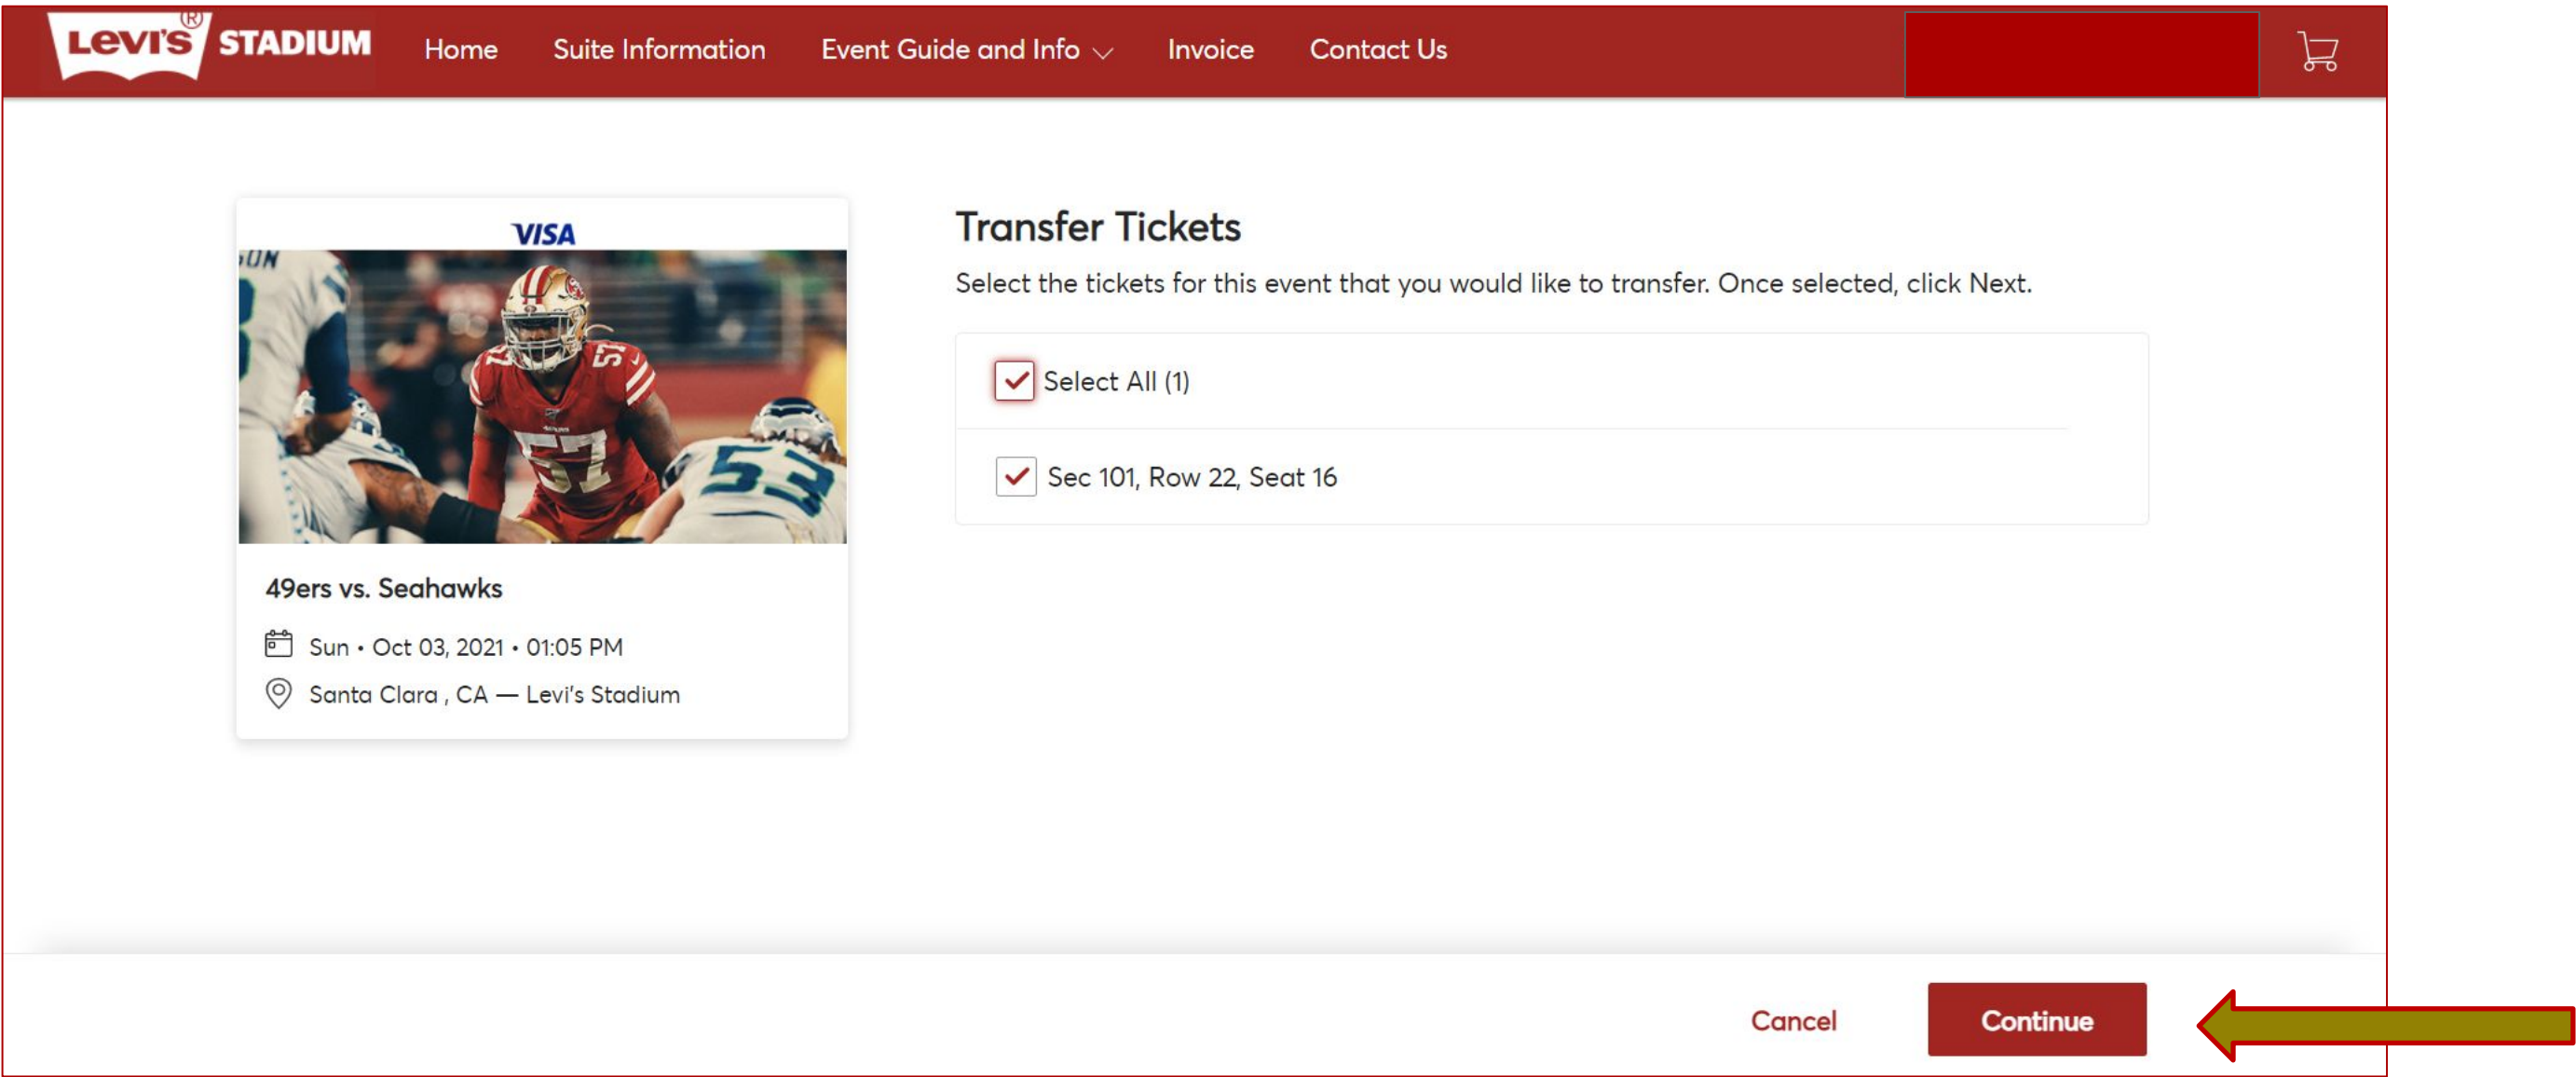 LEVI'S® STADIUM Home Suite Information Event Guide and Info Invoice Contact Us
VISA
57
57
53
49ers vs. Seahawks
Sun • Oct 03, 2021 • 01:05 PM
Santa Clara , CA — Levi's Stadium
Transfer Tickets
Select the tickets for this event that you would like to transfer. Once selected, click Next.
Select All (1)
Sec 101, Row 22, Seat 16
Cancel Continue